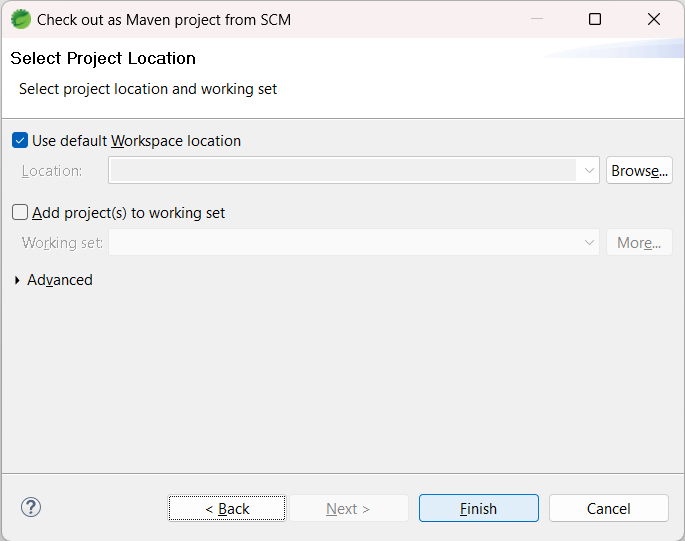 Check out as Maven project from SCM
Select Project Location
Select project location and working set
Use default Workspace location
Location:
Browse...
Add project(s) to working set
Working set:
More...
Advanced
?
< Back
Next >
Finish
Cancel